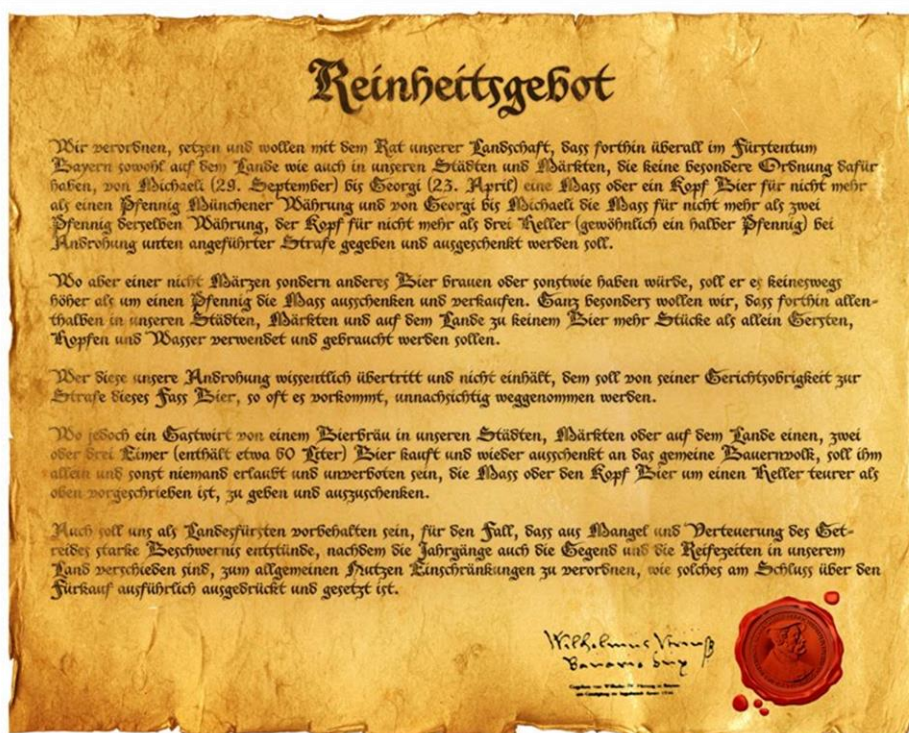 Reinheitsgebot
Wir verordnen, setzen und wollen mit dem Rat unserer Landschaft, dass forthin überall im Fürstentum
Bayern sowohl auf dem Lande wie auch in unseren Städten und Märkten, die keine besondere Ordnung dafür
haben, von Michaeli (29. September) bis Georgi (23. April) eine Mass oder ein Kopf Bier für nicht mehr
als einen Pfennig Münchener Währung und von Georgi bis Michaeli die Mass für nicht mehr als zwei
Pfennig derselben Währung, der Kopf für nicht mehr als drei Heller (gewöhnlich ein halber Pfennig) bei
Androhung unten angeführter Strafe gegeben und ausgeschenkt werden soll.
Wo aber einer nicht Märzen sondern anderes Bier brauen oder sonstwie haben würde, soll er es keineswegs
höher als um einen Pfennig die Mass ausschenken und verkaufen. Ganz besonders wollen wir, dass forthin allen-
thalben in unseren Städten, Märkten und auf dem Lande zu keinem Bier mehr Stücke als allein Gersten,
Hopfen und Wasser verwendet und gebraucht werden sollen.
Wer diese unsere Androhung wissentlich übertritt und nicht einhält, dem soll von seiner Gerichtsobrigkeit zur
Strafe dieses Fass Bier, so oft es vorkommt, unnachsichtig weggenommen werden.
Wo jedoch ein Gastwirt von einem Bierbräu in unseren Städten, Märkten oder auf dem Lande einen, zwei
oder drei Eimer (enthält etwa 60 Liter) Bier kauft und wieder ausschenkt an das gemeine Bauernvolk, soll ihm
allein und sonst niemand erlaubt und unverboten sein, die Mass oder den Kopf Bier um einen Heller teurer als
oben vorgeschrieben ist, zu geben und auszuschenken.
Auch soll uns als Landesfürsten vorbehalten sein, für den Fall, dass aus Mangel und Verteuerung des Get-
reides starke Beschwernis entstünde, nachdem die Jahrgänge auch die Gegend und die Reifezeiten in unserem
Land verschieden sind, zum allgemeinen Nutzen Einschränkungen zu verordnen, wie solches am Schluss über den
Fürkauf ausführlich ausgedrückt und gesetzt ist.
Wilhelmus